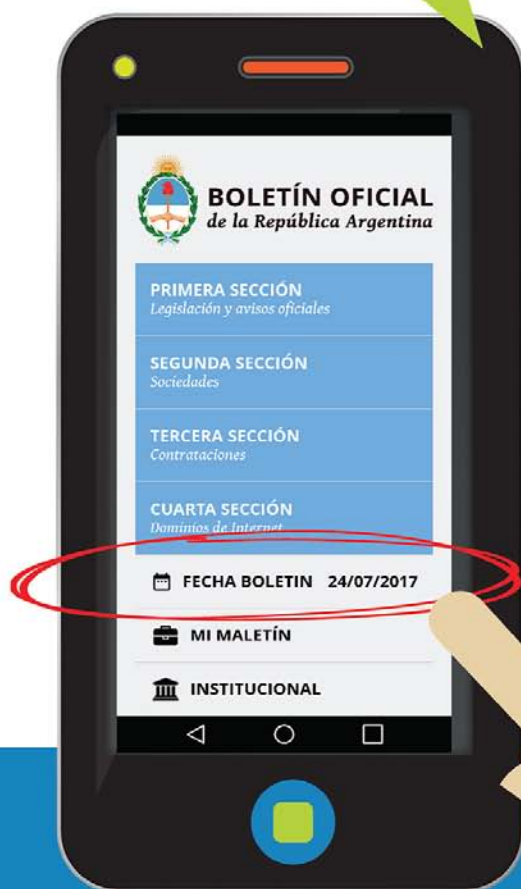 BOLETÍN OFICIAL
de la República Argentina
PRIMERA SECCIÓN
Legislación y avisos oficiales
SEGUNDA SECCIÓN
Sociedades
TERCERA SECCIÓN
Contrataciones
CUARTA SECCIÓN
Dominios de Internet
FECHA BOLETIN 24/07/2017
MI MALETÍN
INSTITUCIONAL